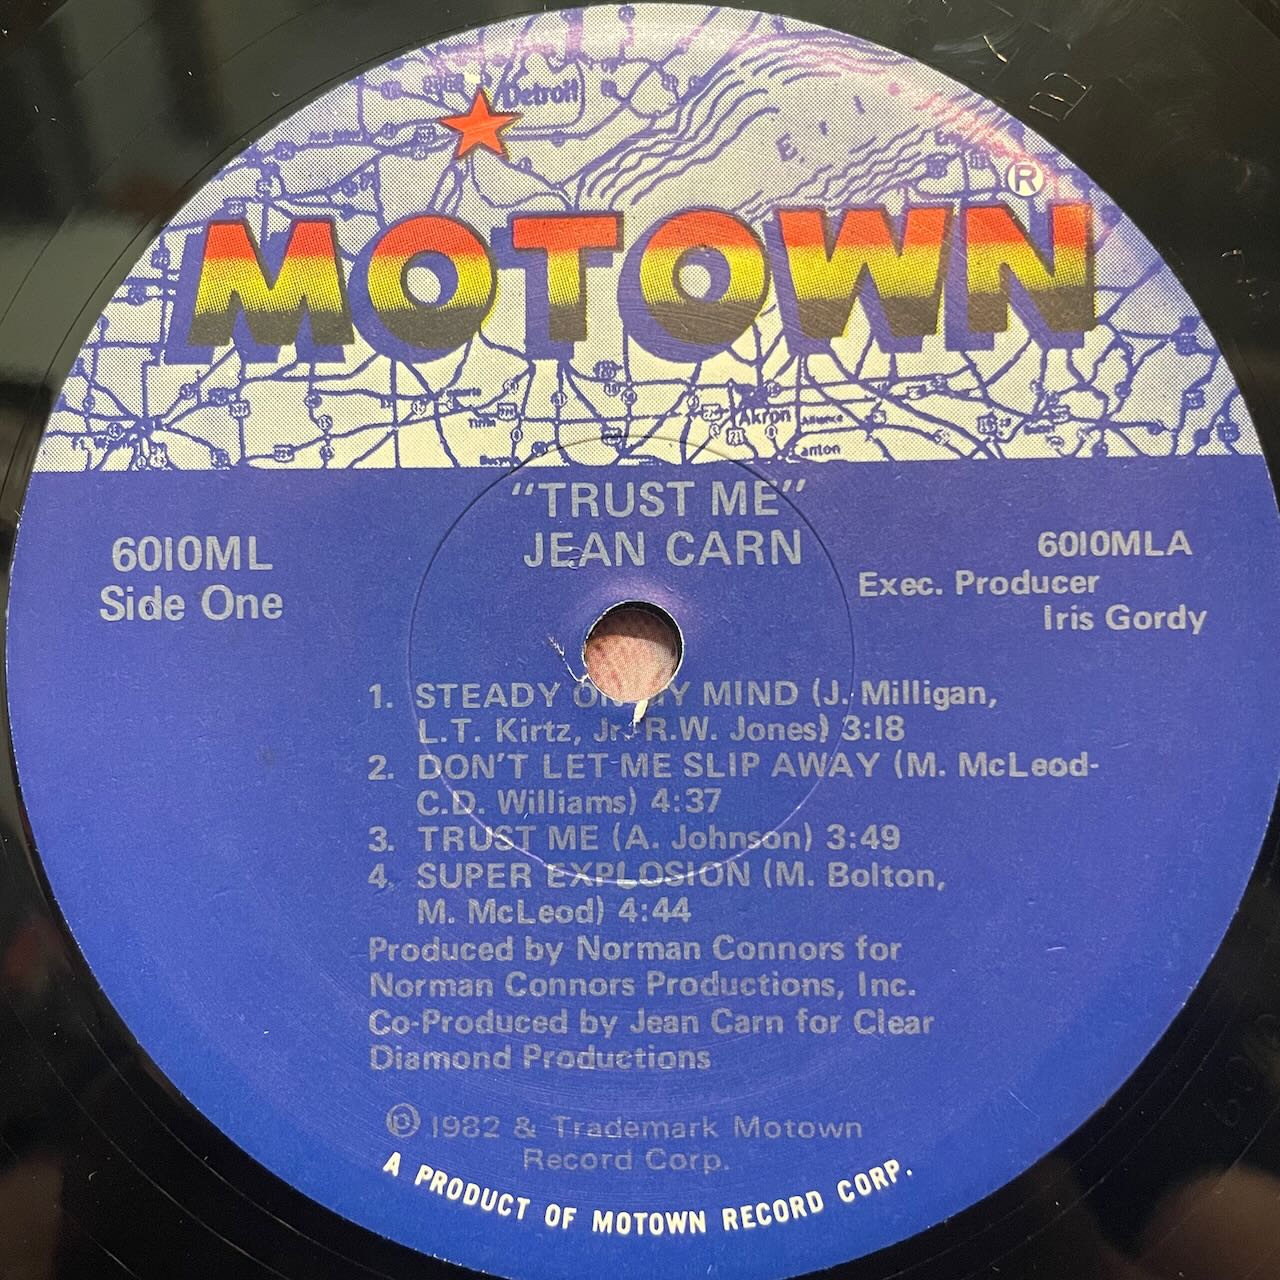 Detroit
E R I
®
MOTOWN
Tiffin
Akron
Alliance
Canton
"TRUST ME"
JEAN CARN
6010ML
Side One
6010MLA
Exec. Producer
Iris Gordy
1. STEADY ON MY MIND (J. Milligan,
L.T. Kirtz, Jr. R.W. Jones) 3:18
2. DON'T LET ME SLIP AWAY (M. McLeod-
C.D. Williams) 4:37
3. TRUST ME (A. Johnson) 3:49
4. SUPER EXPLOSION (M. Bolton,
M. McLeod) 4:44
Produced by Norman Connors for
Norman Connors Productions, Inc.
Co-Produced by Jean Carn for Clear
Diamond Productions
℗ 1982 & Trademark Motown
Record Corp.
A PRODUCT OF MOTOWN RECORD CORP.